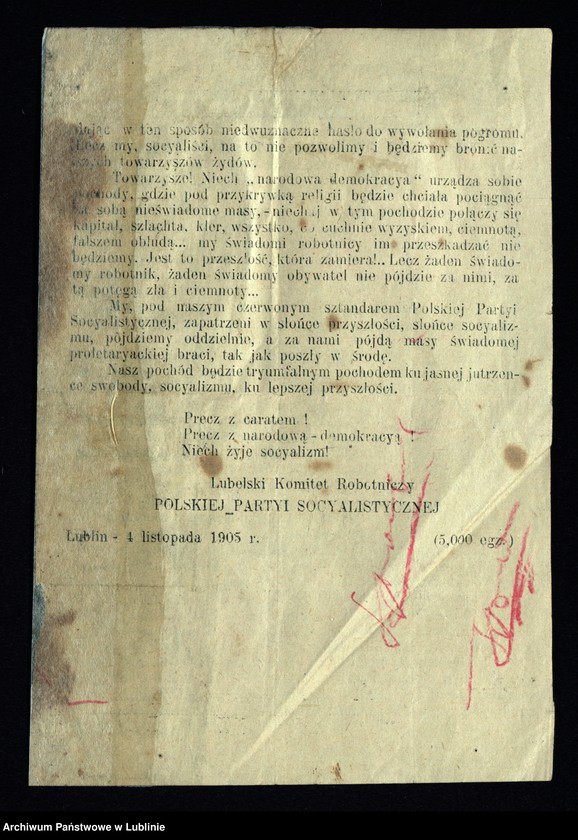 w ten sposób niedwuznaczne hasło do wywołania pogromu.
Lecz my, socyaliści, na to nie pozwolimy i będziemy bronić na-
szych towarzyszów żydów.
Towarzysze! Niech „narodowa demokracya“ urządza sobie
pochody, gdzie pod przykrywką religii będzie chciała pociągnąć
za sobą nieświadome masy, - niechaj w tym pochodzie połączy się
kapitał, szlachta, kler, wszystko, co cuchnie wyzyskiem, ciemnotą,
fałszem obłudą... my świadomi robotnicy im przeszkadzać nie
będziemy. Jest to przeszłość, która zamiera!.. Lecz żaden świado-
my robotnik, żaden świadomy obywatel nie pójdzie za nimi, za
tą potęgą zła i ciemnoty...
My, pod naszym czerwonym sztandarem Polskiej Partyi
Socyalistycznej, zapatrzeni w słońce przyszłości, słońce socyaliz-
mu, pójdziemy oddzielnie, a za nami pójdą masy świadomej
proletaryackiej braci, tak jak poszły w środę.
Nasz pochód będzie tryumfalnym pochodem ku jasnej jutrzen-
ce swobody, socyalizmu, ku lepszej przyszłości.
Precz z caratem !
Precz z narodową - demokracyą !
Niech żyje socyalizm!
Lubelski Komitet Robotniczy
POLSKIEJ PARTYI SOCYALISTYCZNEJ
Lublin - 4 listopada 1905 r. (5,000 egz.)
Archiwum Państwowe w Lublinie